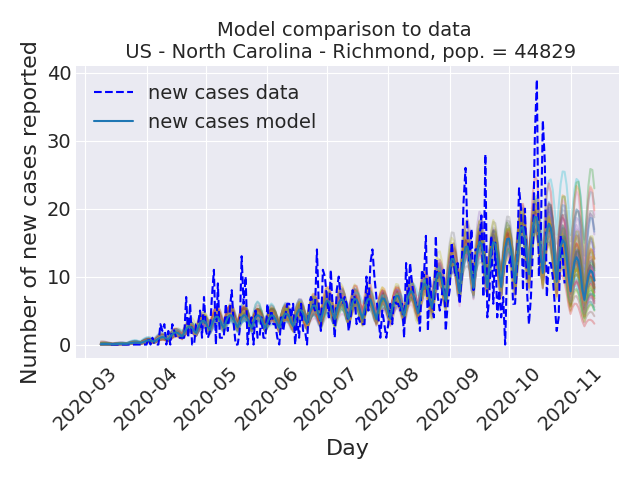 Model comparison to data
US - North Carolina - Richmond, pop. = 44829
Number of new cases reported
40
30
20
10
0
new cases data
new cases model
2020-03
2020-04
2020-05
2020-06
2020-07
2020-08
2020-09
2020-10
2020-11
Day